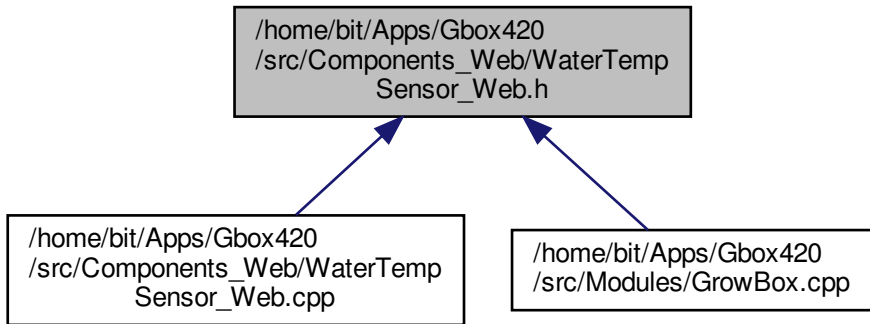 /home/bit/Apps/Gbox420
/src/Components_Web/WaterTemp
Sensor_Web.h
/home/bit/Apps/Gbox420
/src/Components_Web/WaterTemp
Sensor_Web.cpp
/home/bit/Apps/Gbox420
/src/Modules/GrowBox.cpp